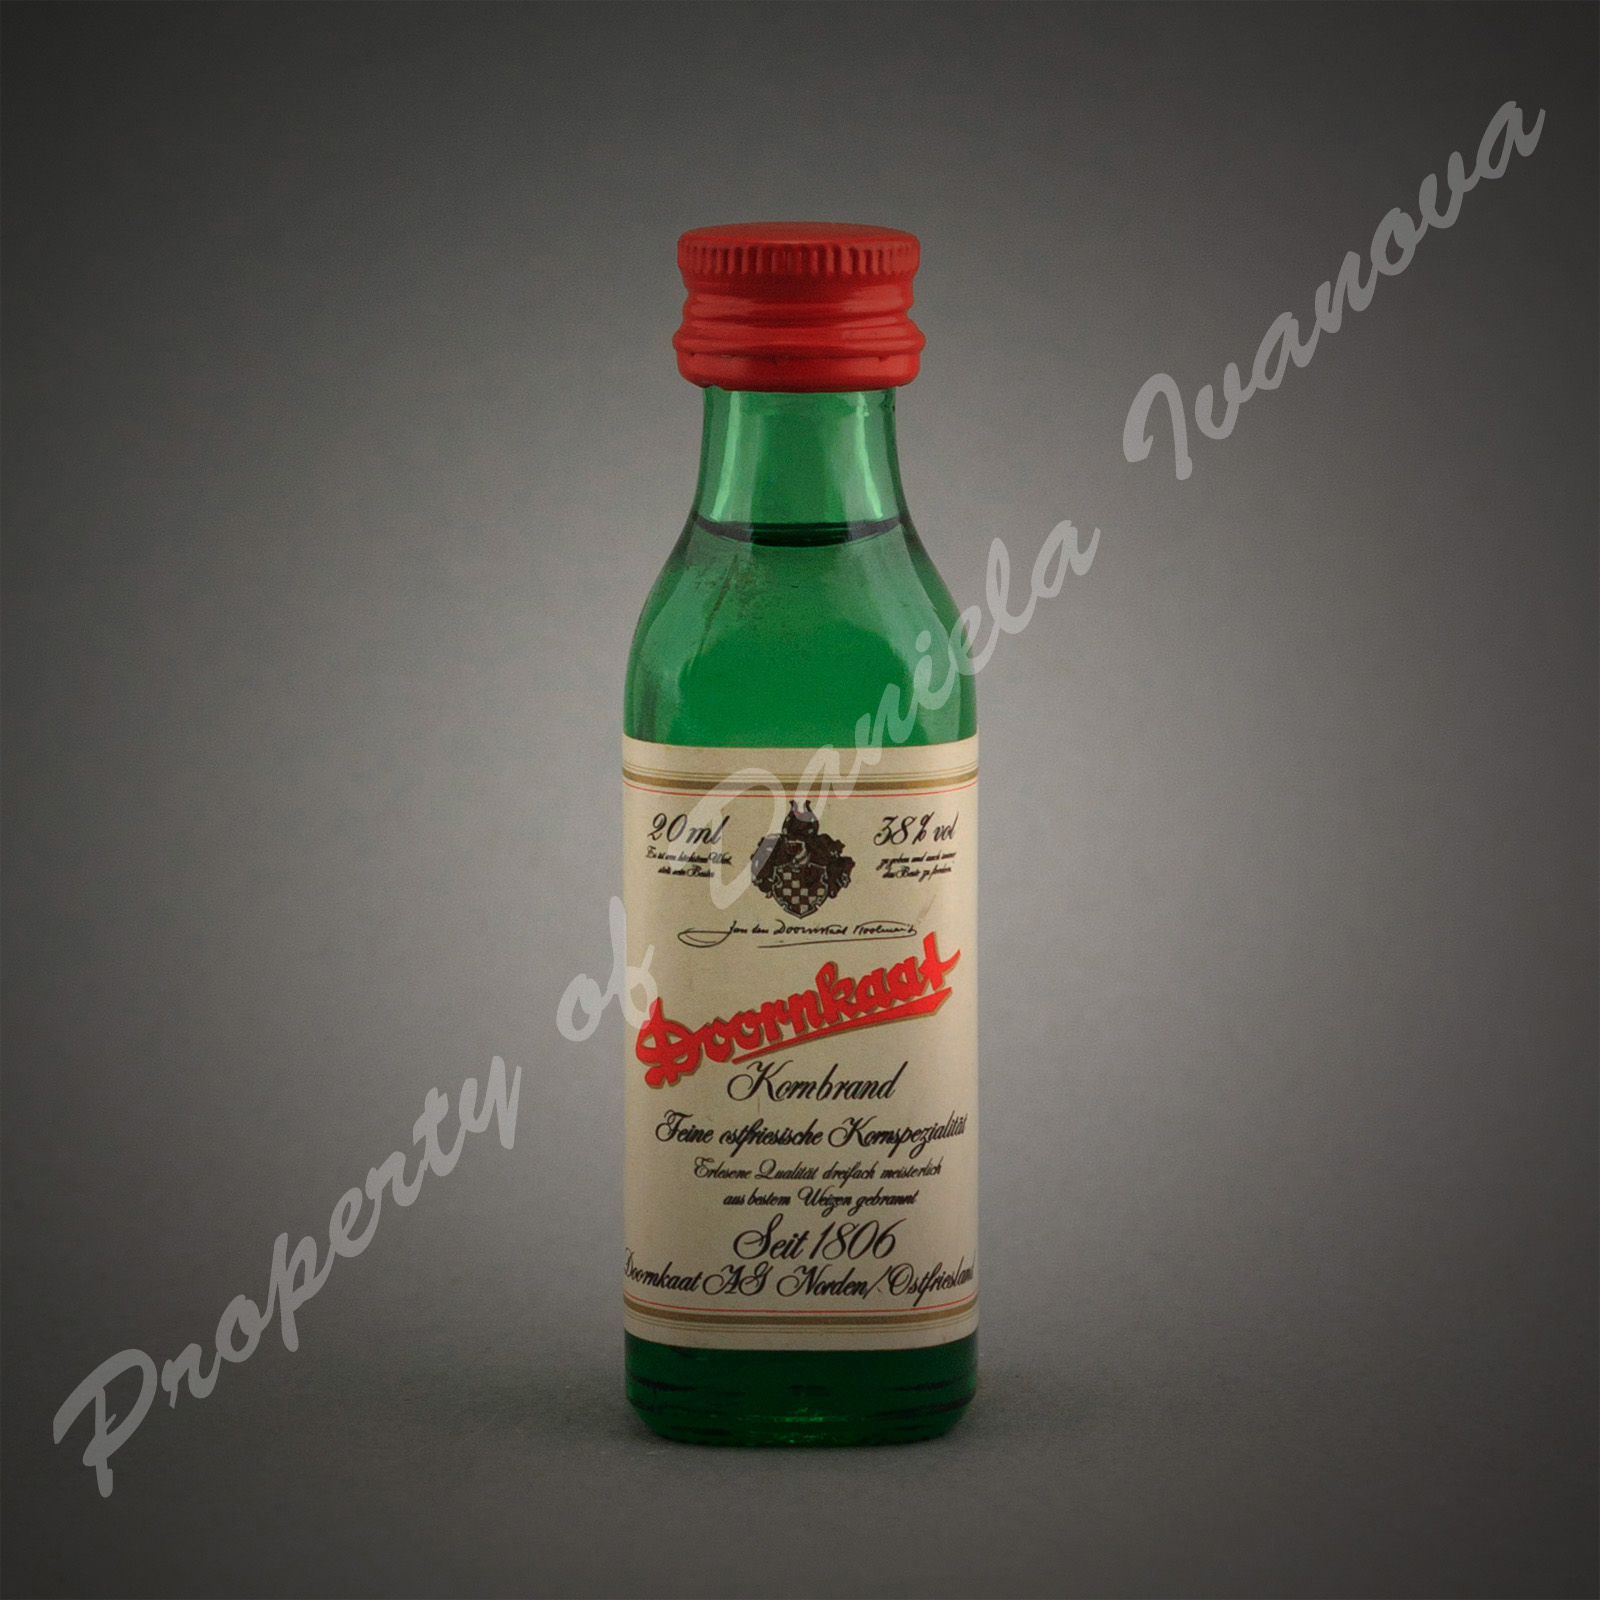 20 ml
38% vol
Doornkaat
Kornbrand
Feine ostfriesische Kornspezialität
Erlesene Qualität dreifach meisterlich
aus bestem Weizen gebrannt
Seit 1806
Doornkaat AG Norden/Ostfriesland
Property of Daniela Ivanova